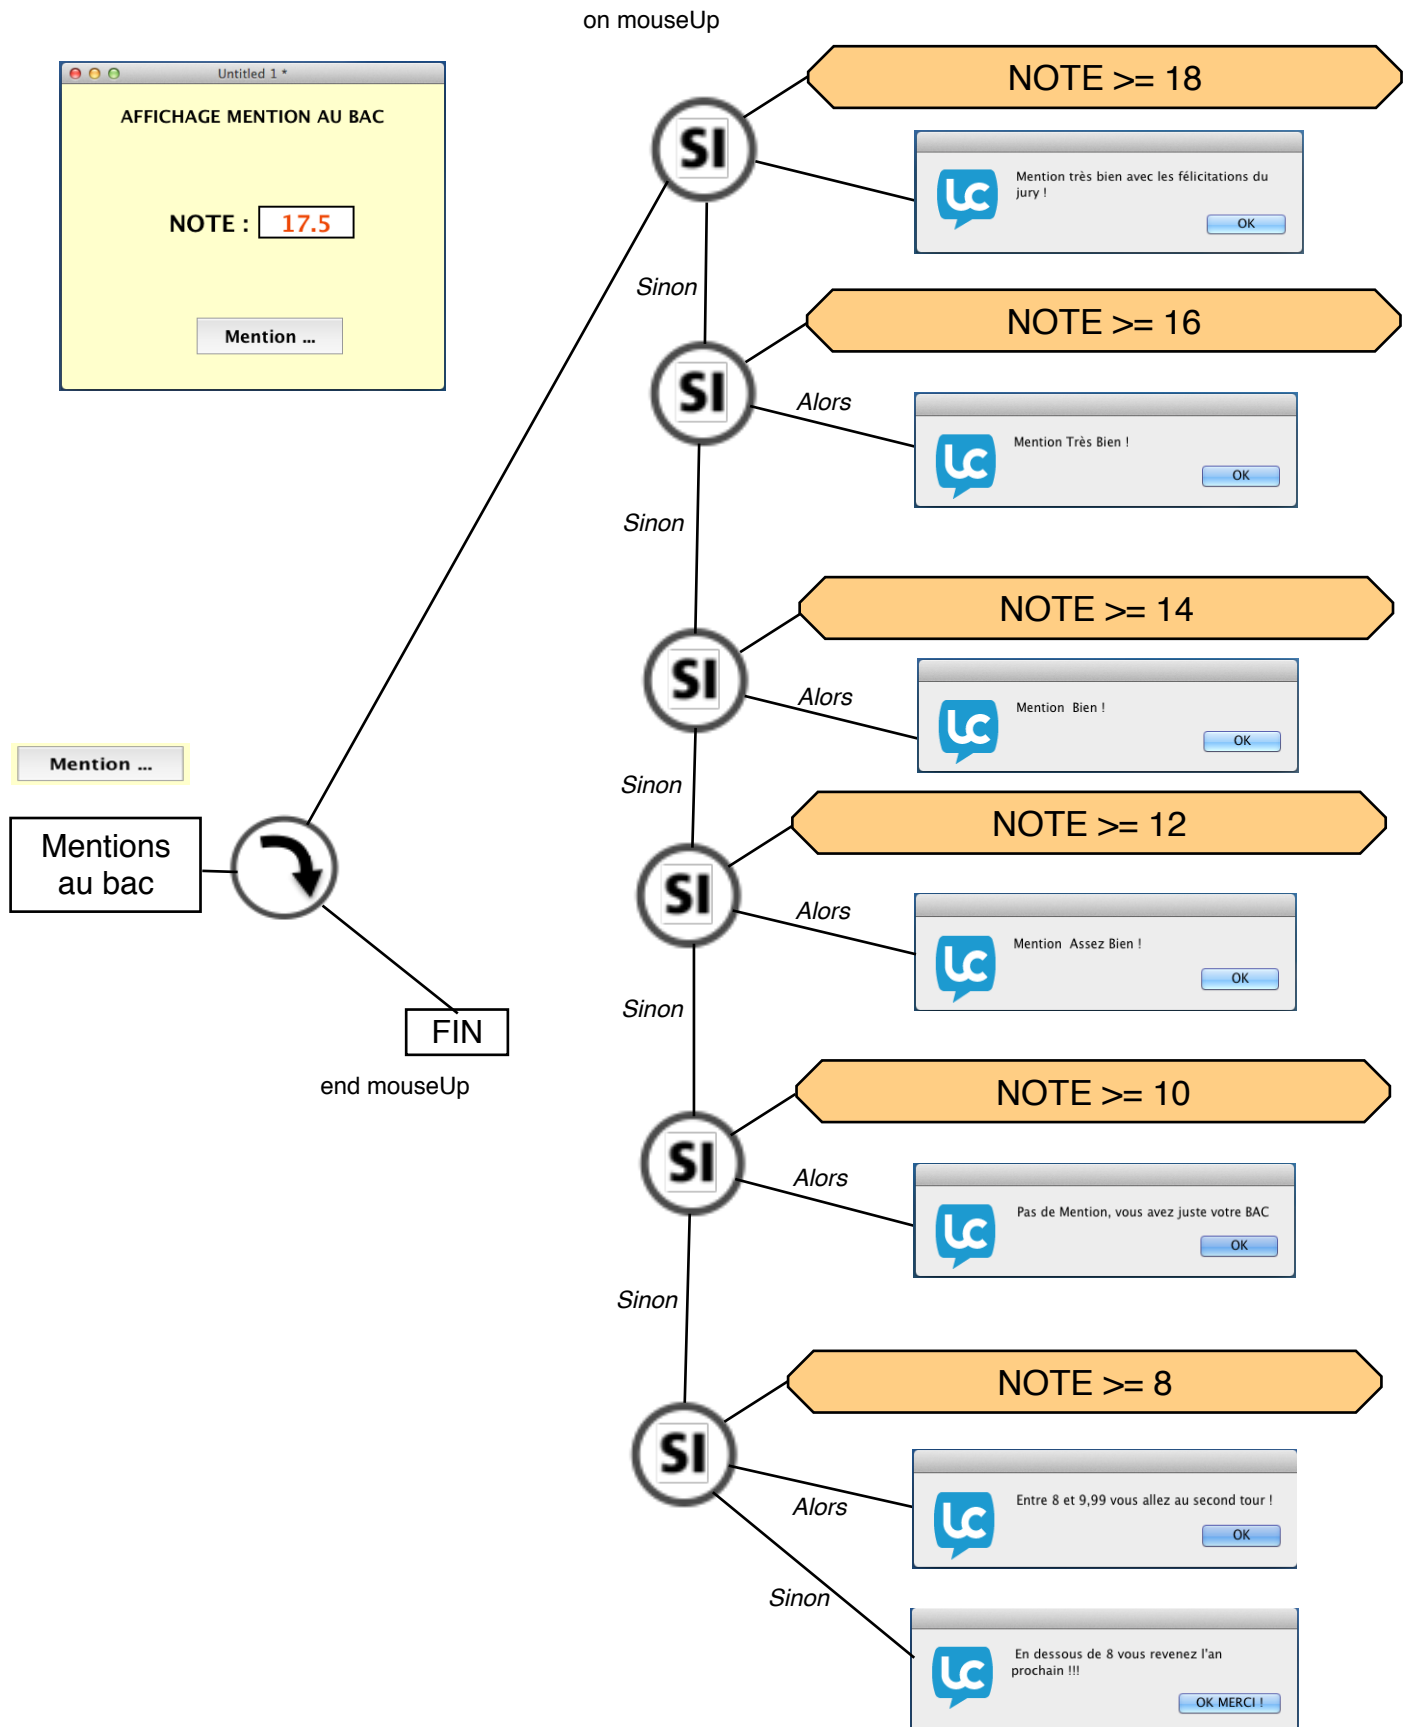 on mouseUp
Untitled 1 *
AFFICHAGE MENTION AU BAC
NOTE : 17.5
Mention ...
SI
NOTE >= 18
Mention très bien avec les félicitations du
jury !
OK
Sinon
SI
NOTE >= 16
Alors
Mention Très Bien !
OK
Sinon
SI
NOTE >= 14
Alors
Mention  Bien !
OK
Sinon
SI
NOTE >= 12
Alors
Mention  Assez Bien !
OK
Sinon
SI
NOTE >= 10
Alors
Pas de Mention, vous avez juste votre BAC
OK
Sinon
SI
NOTE >= 8
Alors
Entre 8 et 9,99 vous allez au second tour !
OK
Sinon
En dessous de 8 vous revenez l'an
prochain !!!
OK MERCI !
Mention ...
Mentions
au bac
FIN
end mouseUp